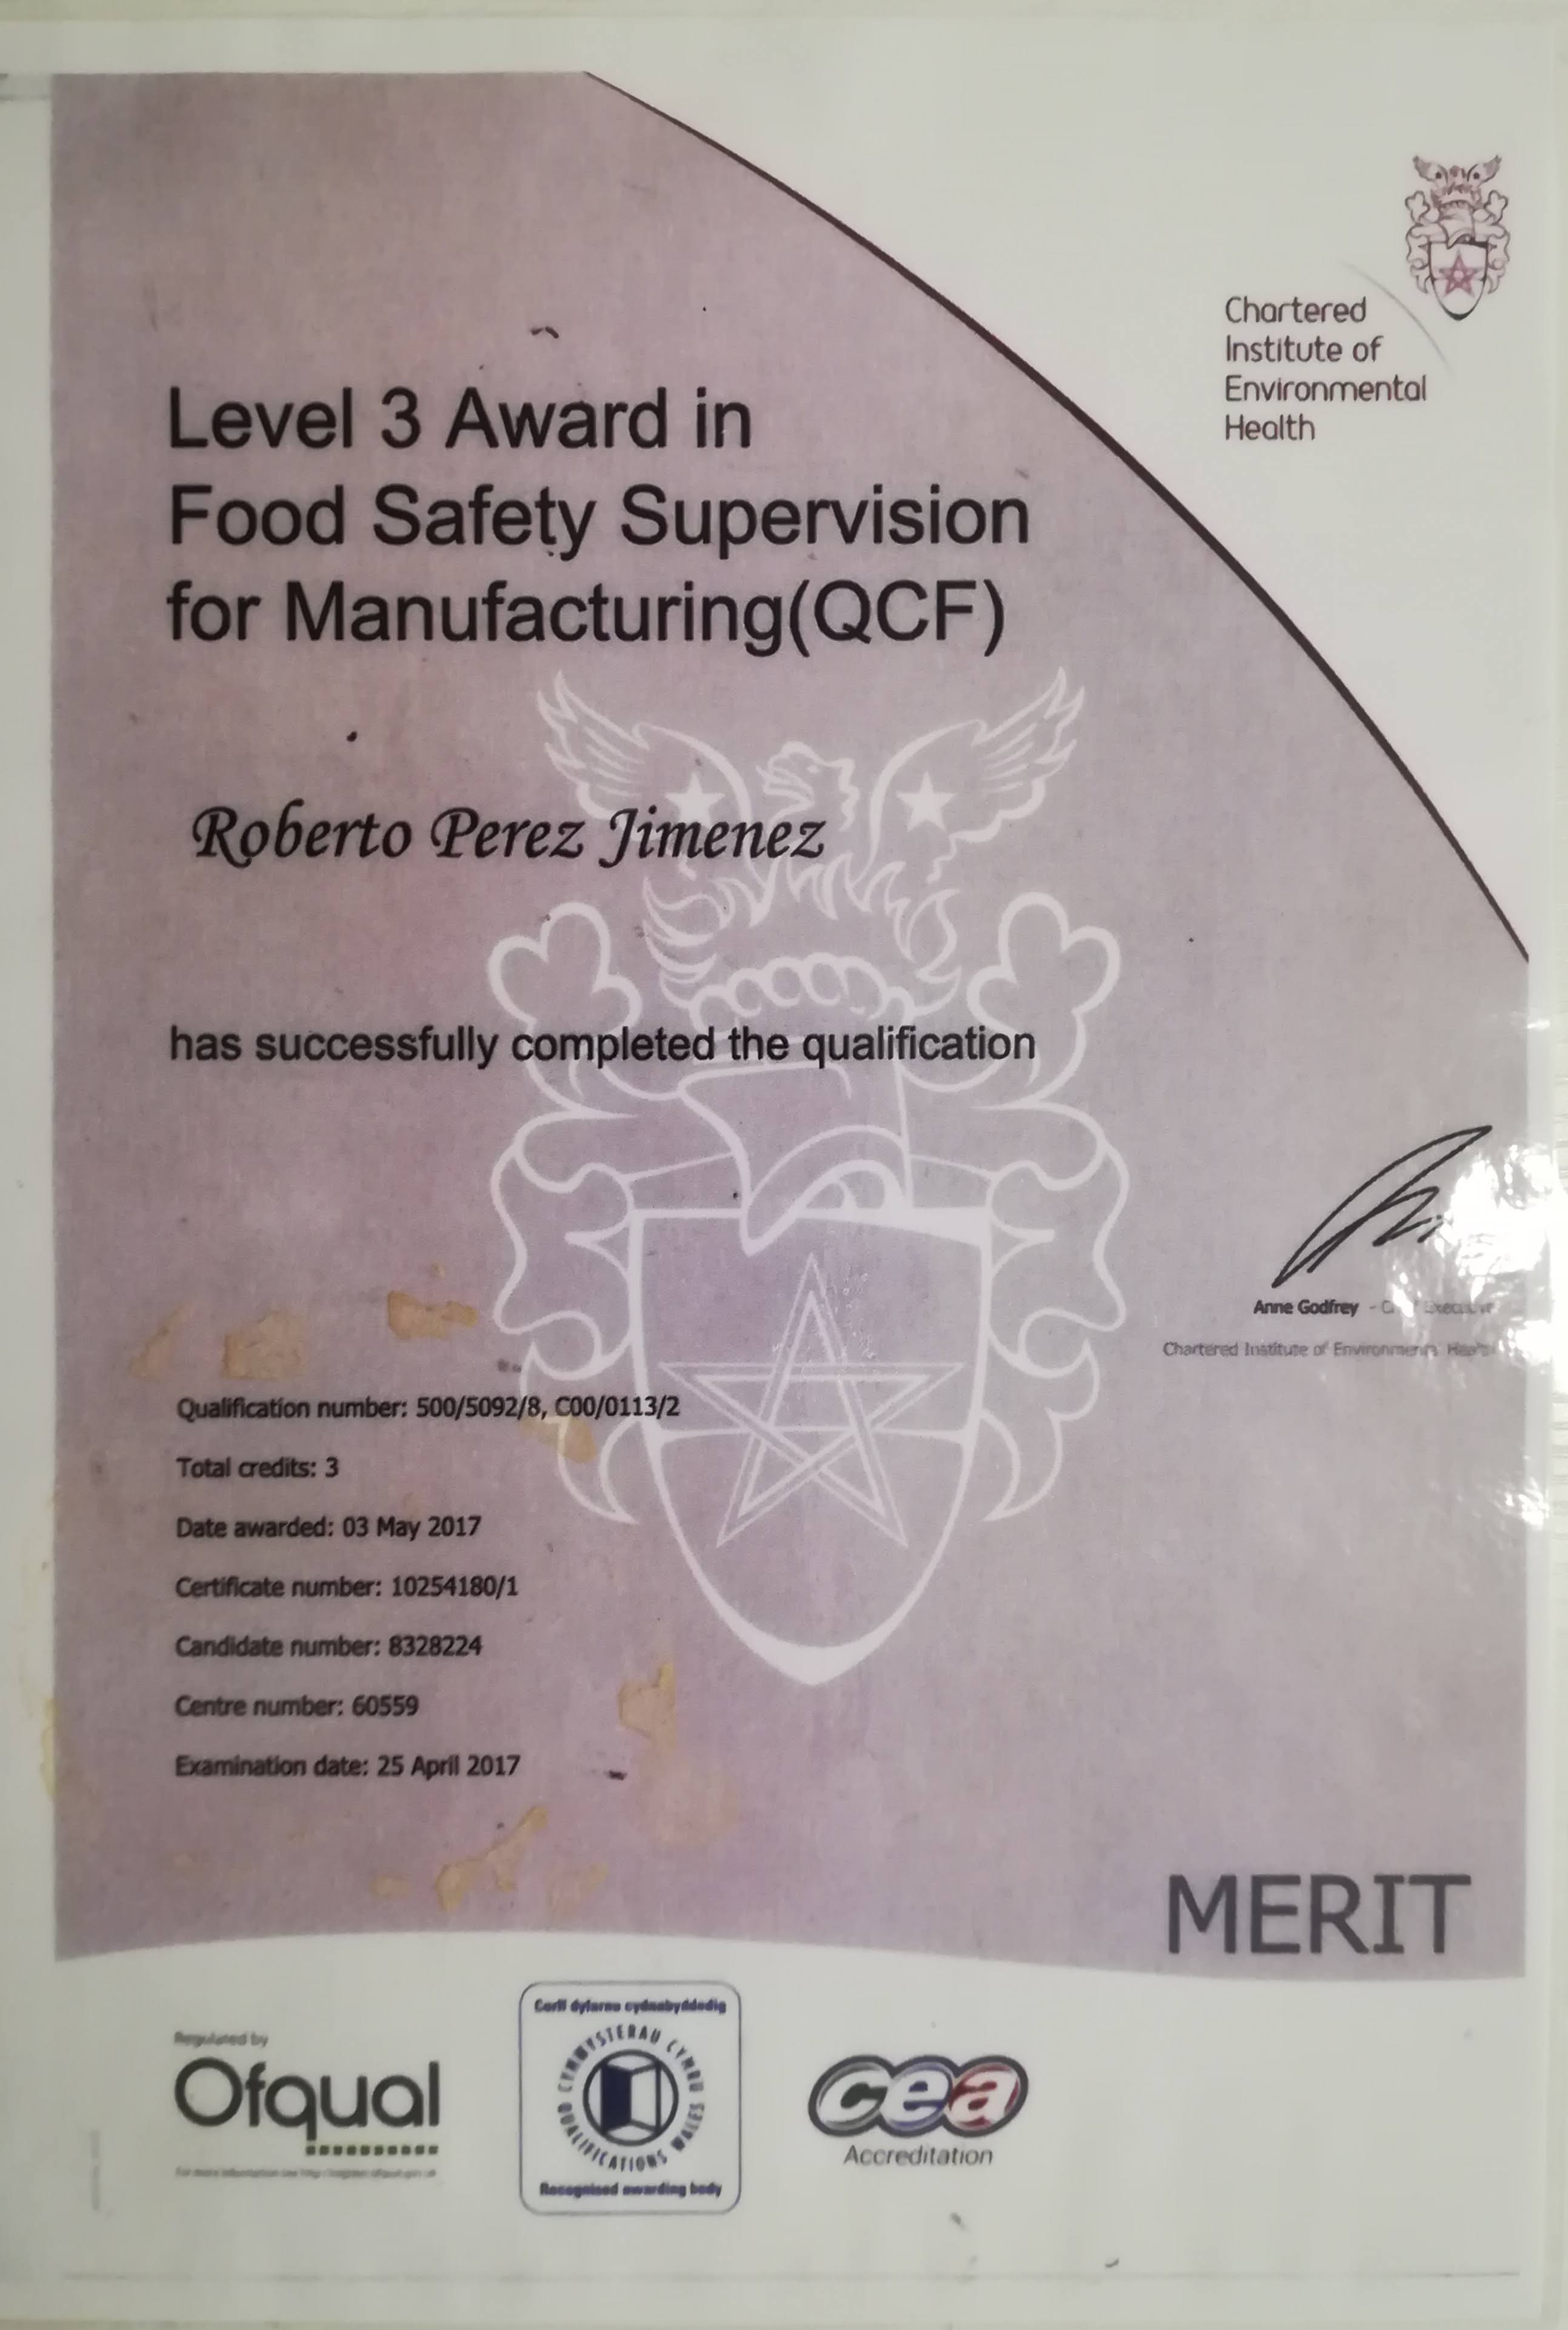 Chartered
Institute of
Environmental
Health
Level 3 Award in
Food Safety Supervision
for Manufacturing(QCF)
Roberto Perez Jimenez
has successfully completed the qualification
Anne Godfrey - Executive
Chartered Institute of Environmental Health
Qualification number: 500/5092/8, C00/0113/2
Total credits: 3
Date awarded: 03 May 2017
Certificate number: 10254180/1
Candidate number: 8328224
Centre number: 60559
Examination date: 25 April 2017
MERIT
Regulated by
Ofqual
Corff dyfarnu cydnabyddedig
CYMWYSTERAU CYMRU
QUALIFICATIONS WALES
Recognised awarding body
cea
Accreditation